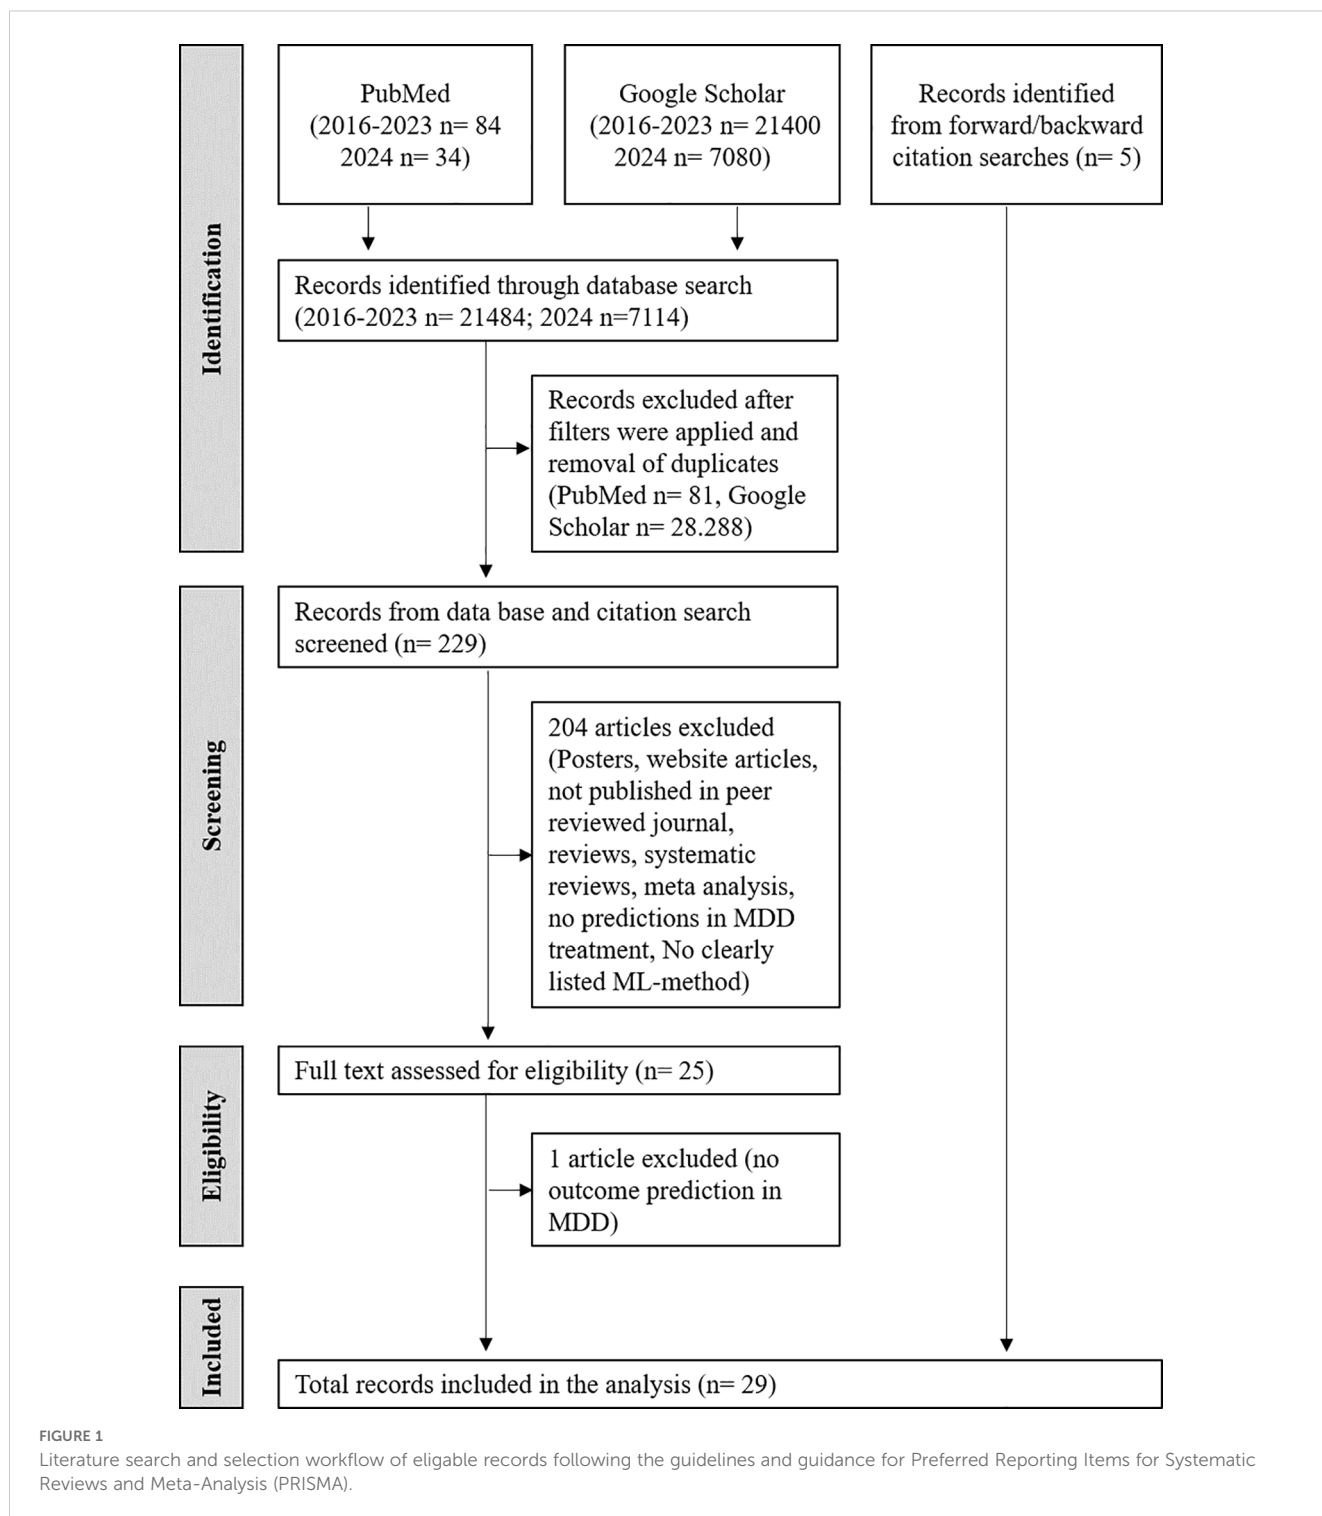 PubMed
(2016-2023 n= 84
2024 n= 34)
Google Scholar
(2016-2023 n= 21400
2024 n= 7080)
Records identified
from forward/backward
citation searches (n= 5)
Identification
Records identified through database search
(2016-2023 n= 21484; 2024 n=7114)
Records excluded after
filters were applied and
removal of duplicates
(PubMed n= 81, Google
Scholar n= 28.288)
Screening
Records from data base and citation search
screened (n= 229)
204 articles excluded
(Posters, website articles,
not published in peer
reviewed journal,
reviews, systematic
reviews, meta analysis,
no predictions in MDD
treatment, No clearly
listed ML-method)
Eligibility
Full text assessed for eligibility (n= 25)
1 article excluded (no
outcome prediction in
MDD)
Included
Total records included in the analysis (n= 29)
FIGURE 1
Literature search and selection workflow of eligable records following the guidelines and guidance for Preferred Reporting Items for Systematic
Reviews and Meta-Analysis (PRISMA).